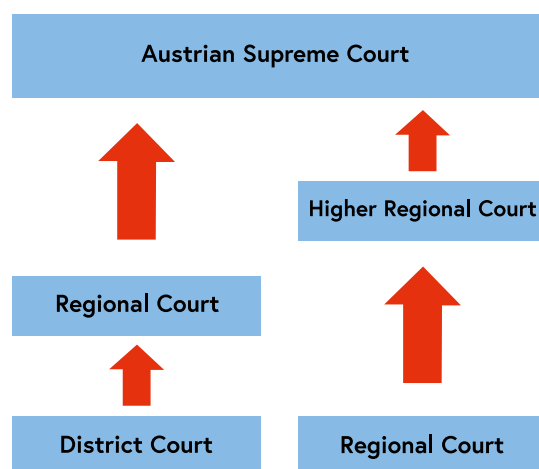 Austrian Supreme Court
Higher Regional Court
Regional Court
District Court
Regional Court